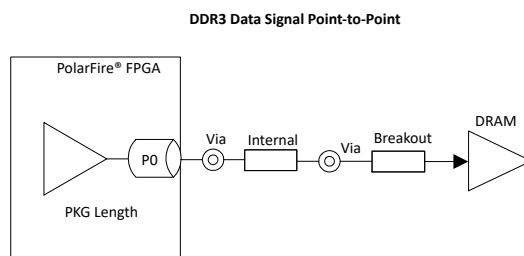 DDR3 Data Signal Point-to-Point
PolarFire® FPGA
DRAM
Via
Internal
Via
Breakout
P0
PKG Length